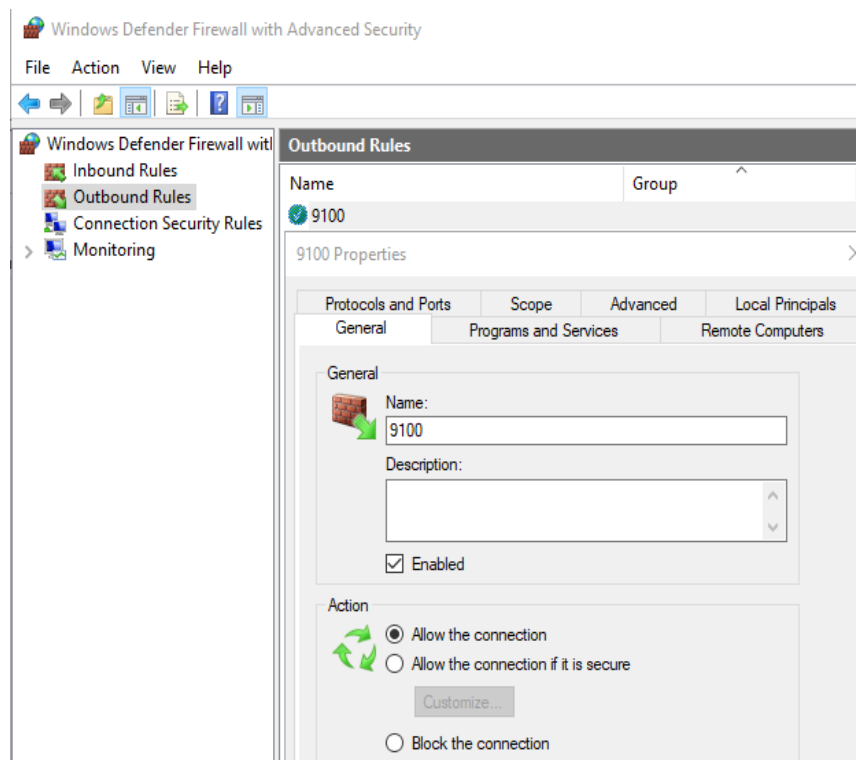 Windows Defender Firewall with Advanced Security
File Action View Help
Windows Defender Firewall witl
Inbound Rules
Outbound Rules
Connection Security Rules
Monitoring
Outbound Rules
Name Group
9100
9100 Properties
Protocols and Ports Scope Advanced Local Principals
General Programs and Services Remote Computers
General
Name:
9100
Description:
Enabled
Action
Allow the connection
Allow the connection if it is secure
Customize...
Block the connection